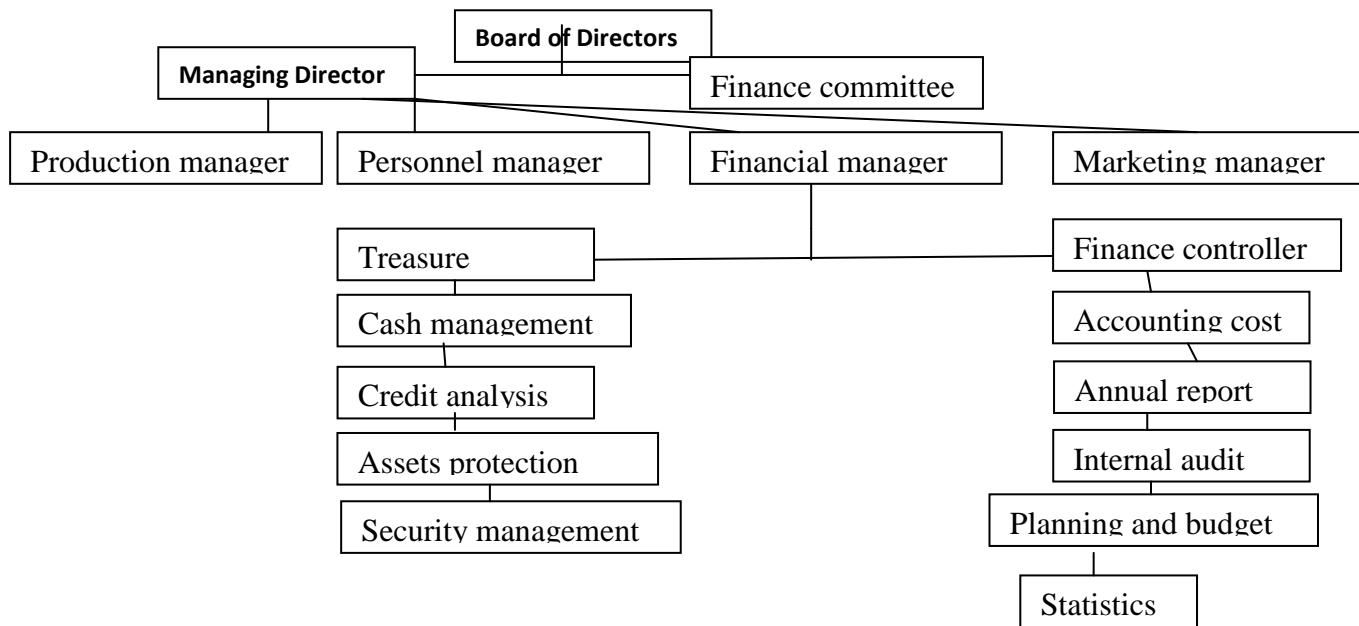 Board of Directors
Managing Director
Finance committee
Production manager
Personnel manager
Financial manager
Marketing manager
Treasure
Finance controller
Cash management
Accounting cost
Credit analysis
Annual report
Assets protection
Internal audit
Security management
Planning and budget
Statistics